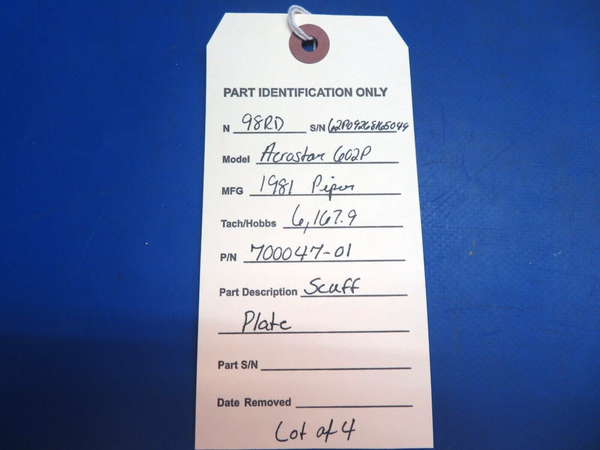 PART IDENTIFICATION ONLY
N 98RD S/N 62P09268165049
Model Aerostar 602P
MFG 1981 Piper
Tach/Hobbs 6,167.9
P/N 700047-01
Part Description Scuff
Plate
Part S/N
Date Removed
Lot of 4